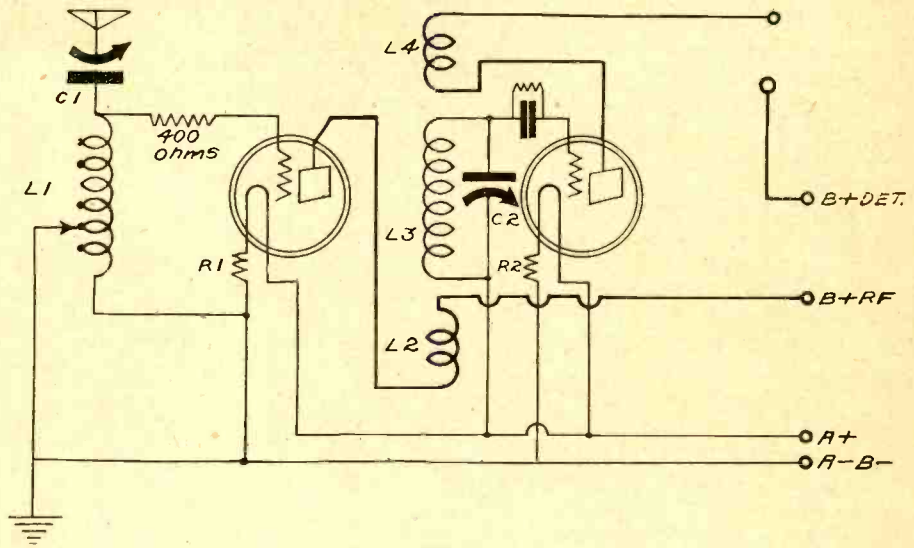 L4
C1
400
ohms
L1
C2
B+DET.
L3
R1
R2
B+RF
L2
A+
A-B-